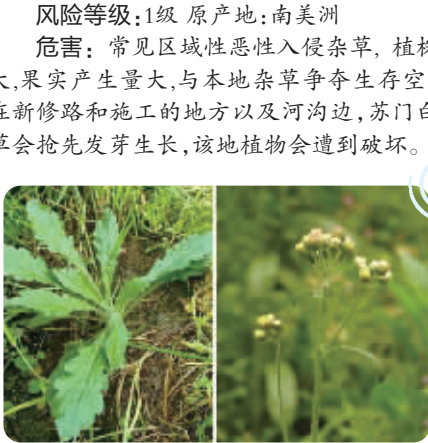 风险等级:1级 原产地:南美洲
危害：常见区域性恶性入侵杂草, 植株
大,果实产生量大,与本地杂草争夺生存空
在新修路和施工的地方以及河沟边,苏门白
草会抢先发芽生长,该地植物会遭到破坏。